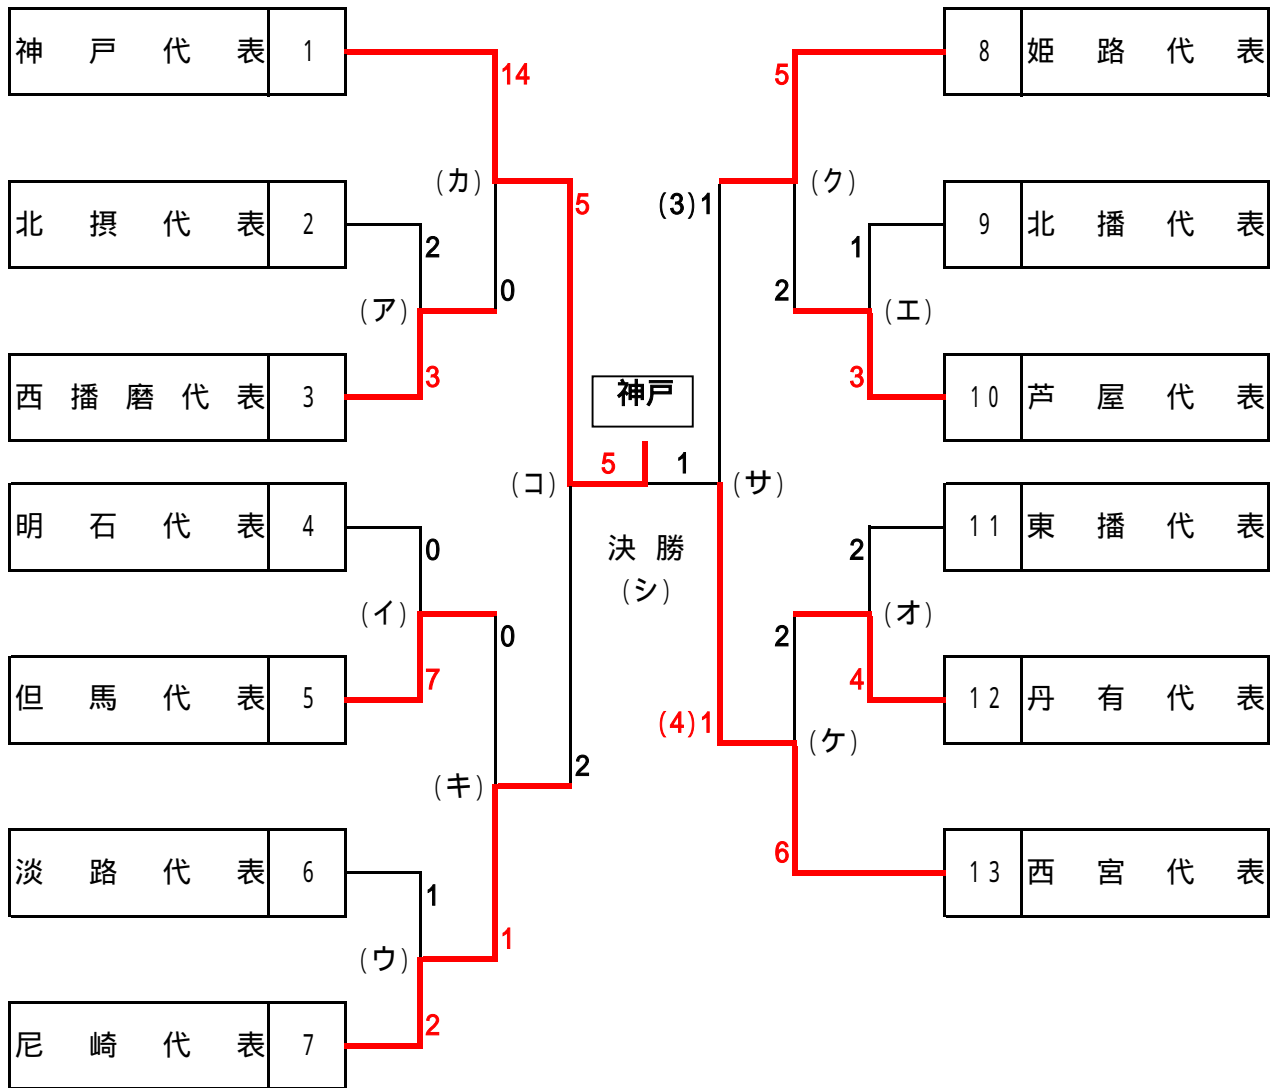 神戸代表 1
14
(カ)
5
北摂代表 2
2
0
(ア)
西播磨代表 3
3
明石代表 4
0
(イ)
0
但馬代表 5
7
(キ)
2
淡路代表 6
1
1
(ウ)
尼崎代表 7
2
神戸
(コ)
5
1
(サ)
決勝
(シ)
8 姫路代表
5
(ク)
(3)1
9 北播代表
1
2
(エ)
10 芦屋代表
3
11 東播代表
2
2
(オ)
12 丹有代表
4
(4)1
(ケ)
13 西宮代表
6